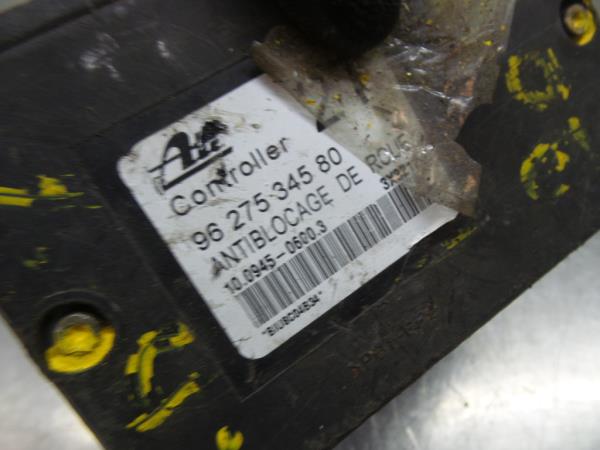 Ate
Controller
96 275 345 80
ANTIBLOCAGE DE ROUE
10.0945-0600.3